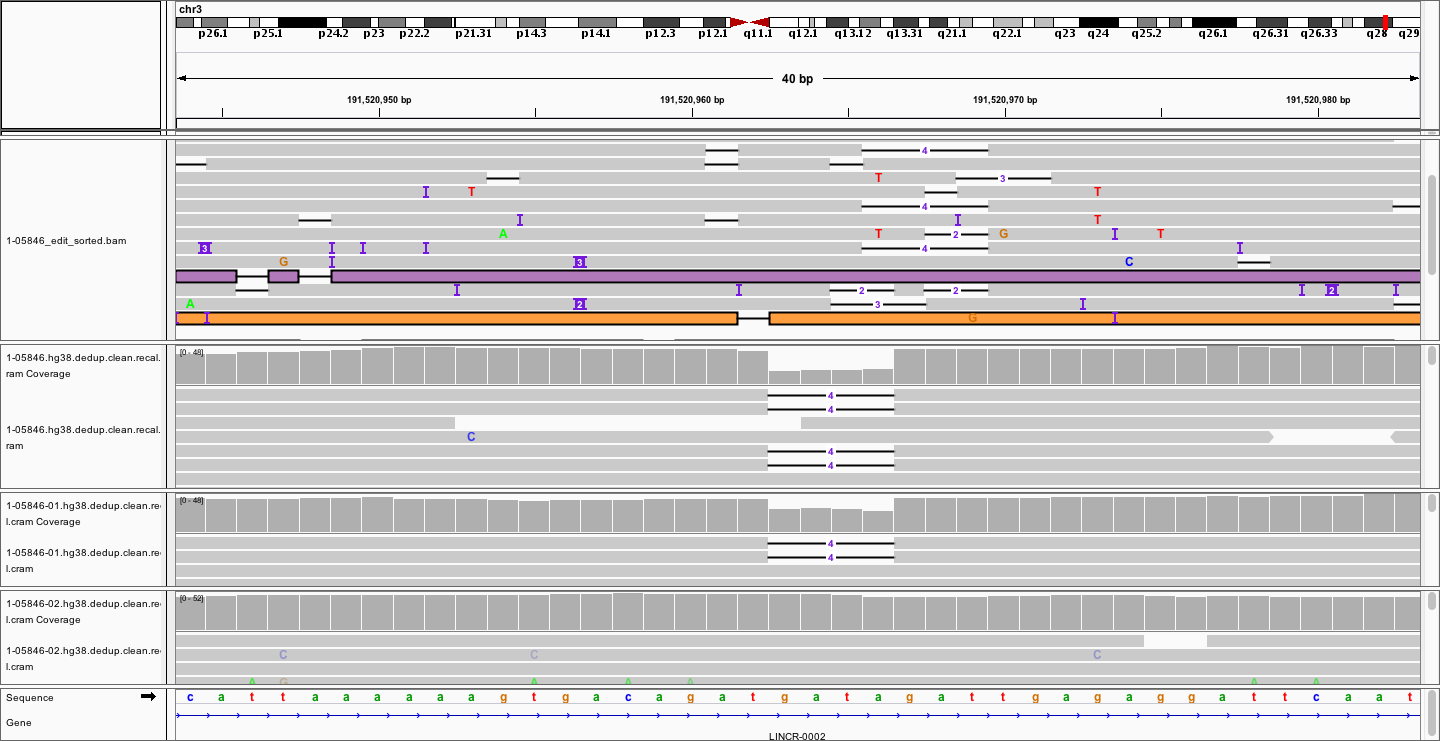 chr3
p26.1 p25.1 p24.2 p23 p22.2 p21.31 p14.3 p14.1 p12.3 p12.1 q11.1 q12.1 q13.12 q13.31 q21.1 q22.1 q23 q24 q25.2 q26.1 q26.31 q26.33 q28 q29
40 bp
191,520,950 bp 191,520,960 bp 191,520,970 bp 191,520,980 bp
1-05846_edit_sorted.bam
4
T 3
I T T
4
I I T
A T 2 G I T
3 I I I 4 I
G I 3 C
I I 2 2 I 2 I
A 2 3 I
I I G I
1-05846.hg38.dedup.clean.recal.
ram Coverage
[0 - 48]
4
4
1-05846.hg38.dedup.clean.recal.
ram
C
4
4
1-05846-01.hg38.dedup.clean.re
l.cram Coverage
[0 - 48]
1-05846-01.hg38.dedup.clean.re
l.cram
4
4
1-05846-02.hg38.dedup.clean.re
l.cram Coverage
[0 - 52]
1-05846-02.hg38.dedup.clean.re
l.cram
C C C
A G A A A A A
Sequence
c a t t a a a a a a g t g a c a g a t g a t a g a t t g a g a g g a t t c a a t
Gene
LINCR-0002